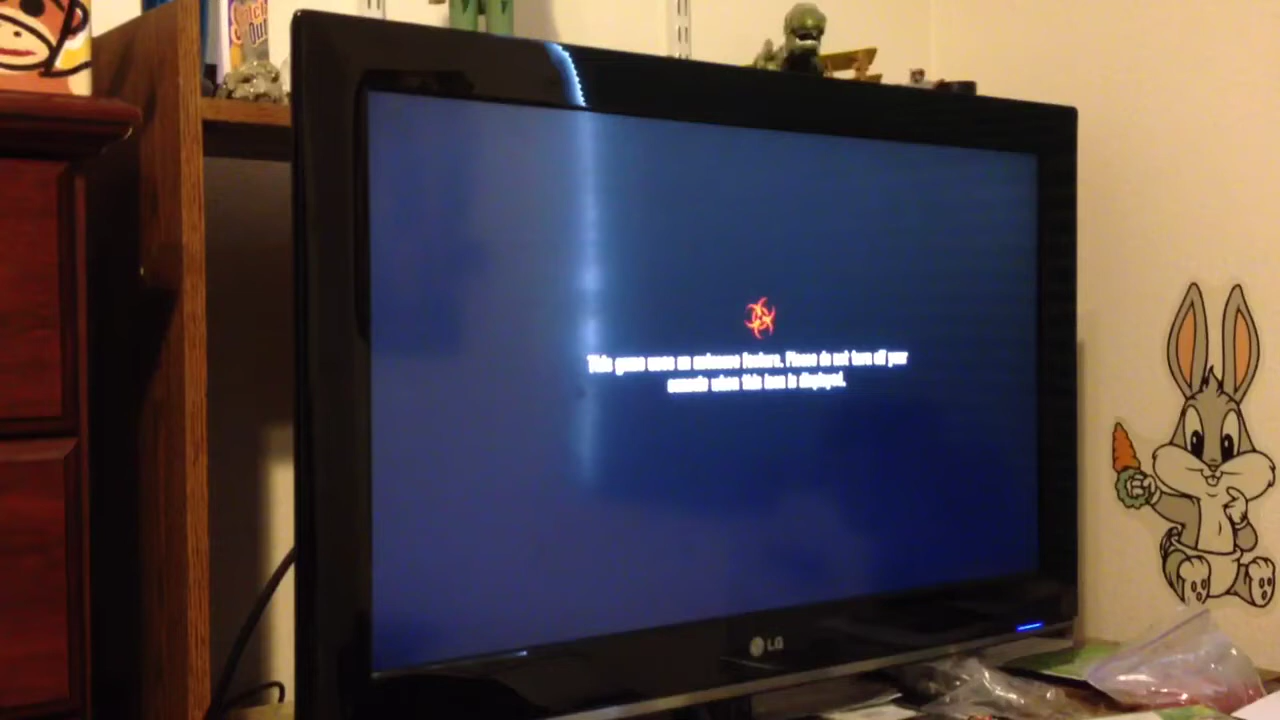 This game uses an autosave feature. Please do not turn off your
console when this icon is displayed.
LG